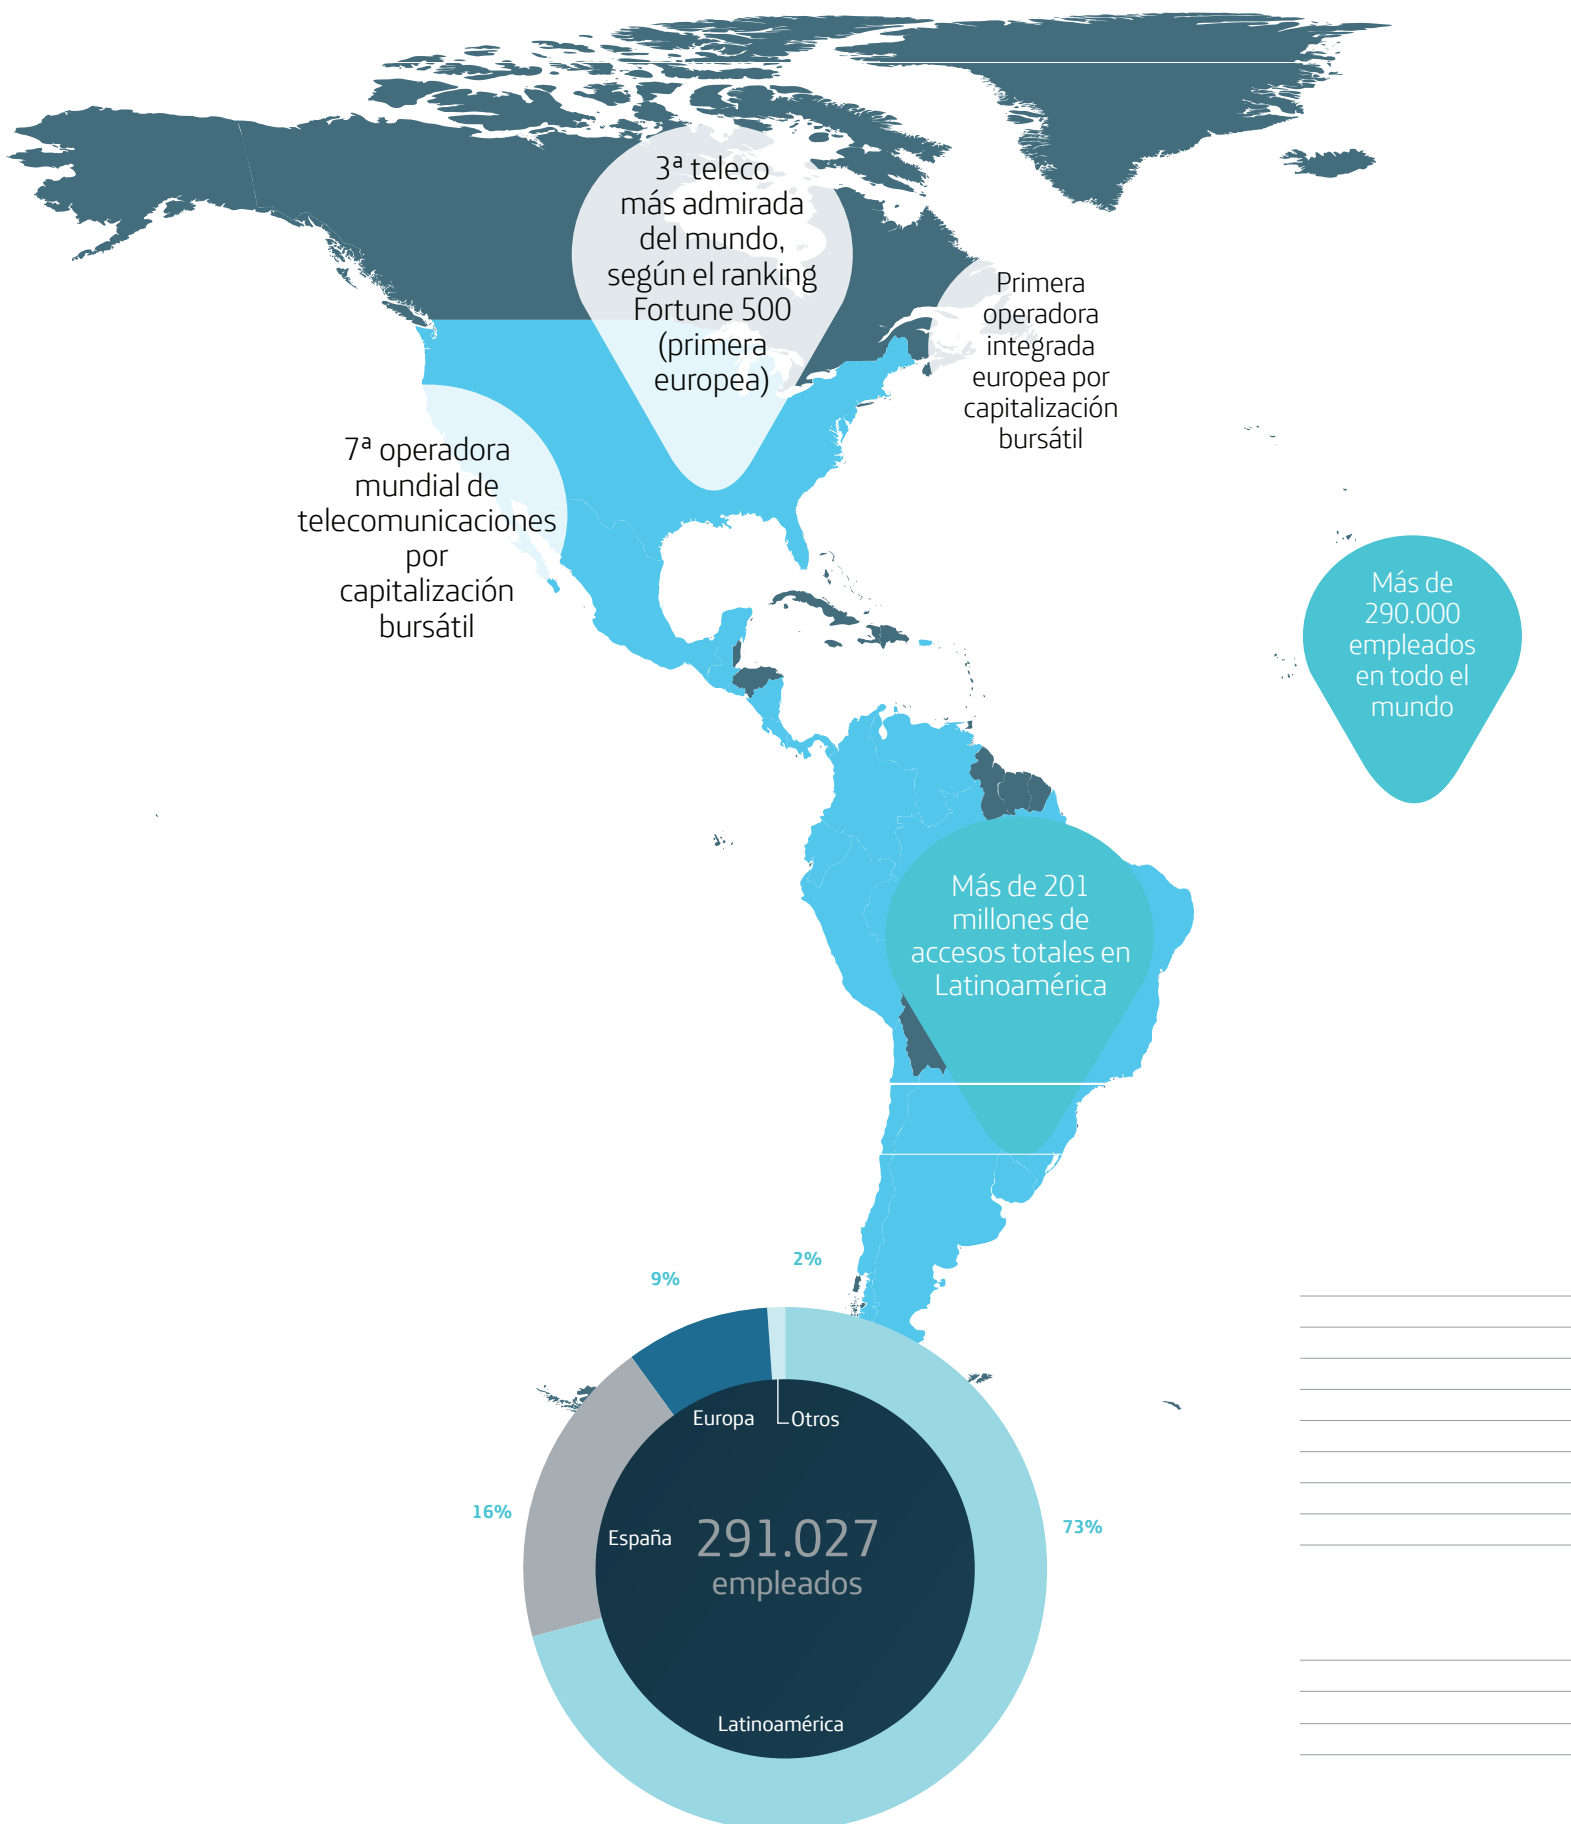 3ª teleco
más admirada
del mundo,
según el ranking
Fortune 500
(primera
europea)
Primera
operadora
integrada
europea por
capitalización
bursátil
7ª operadora
mundial de
telecomunicaciones
por
capitalización
bursátil
Más de
290.000
empleados
en todo el
mundo
Más de 201
millones de
accesos totales en
Latinoamérica
2%
9%
Europa
Otros
16%
73%
España
291.027
empleados
Latinoamérica